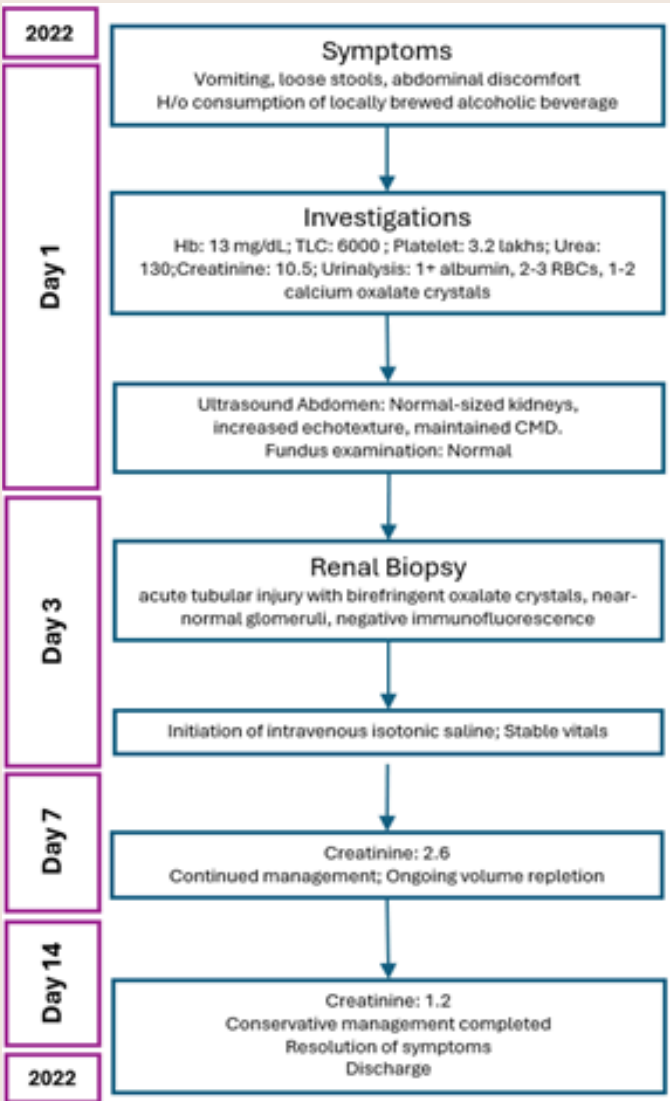 2022
Day 1
Symptoms
Vomiting, loose stools, abdominal discomfort
H/o consumption of locally brewed alcoholic beverage
Investigations
Hb: 13 mg/dL; TLC: 6000 ; Platelet: 3.2 lakhs; Urea:
130;Creatinine: 10.5; Urinalysis: 1+ albumin, 2-3 RBCs, 1-2
calcium oxalate crystals
Ultrasound Abdomen: Normal-sized kidneys,
increased echotexture, maintained CMD.
Fundus examination: Normal
Day 3
Renal Biopsy
acute tubular injury with birefringent oxalate crystals, near-
normal glomeruli, negative immunofluorescence
Initiation of intravenous isotonic saline; Stable vitals
Day 7
Creatinine: 2.6
Continued management; Ongoing volume repletion
Day 14
Creatinine: 1.2
Conservative management completed
Resolution of symptoms
Discharge
2022